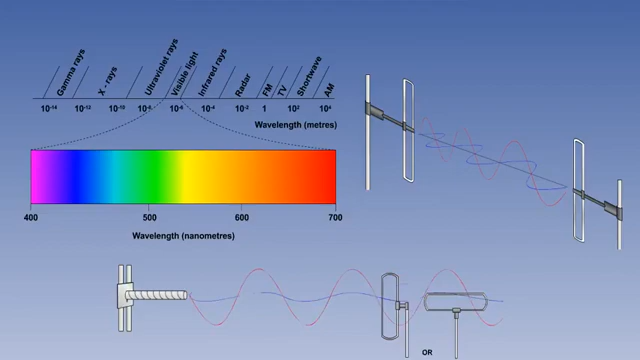 Gamma rays
X - rays
Ultraviolet rays
Visible light
Infrared rays
Radar
FM
TV
Shortwave
AM
10-14 10-12 10-10 10-8 10-6 10-4 10-2 1 10² 10⁴
Wavelength (metres)
400 500 600 700
Wavelength (nanometres)
OR